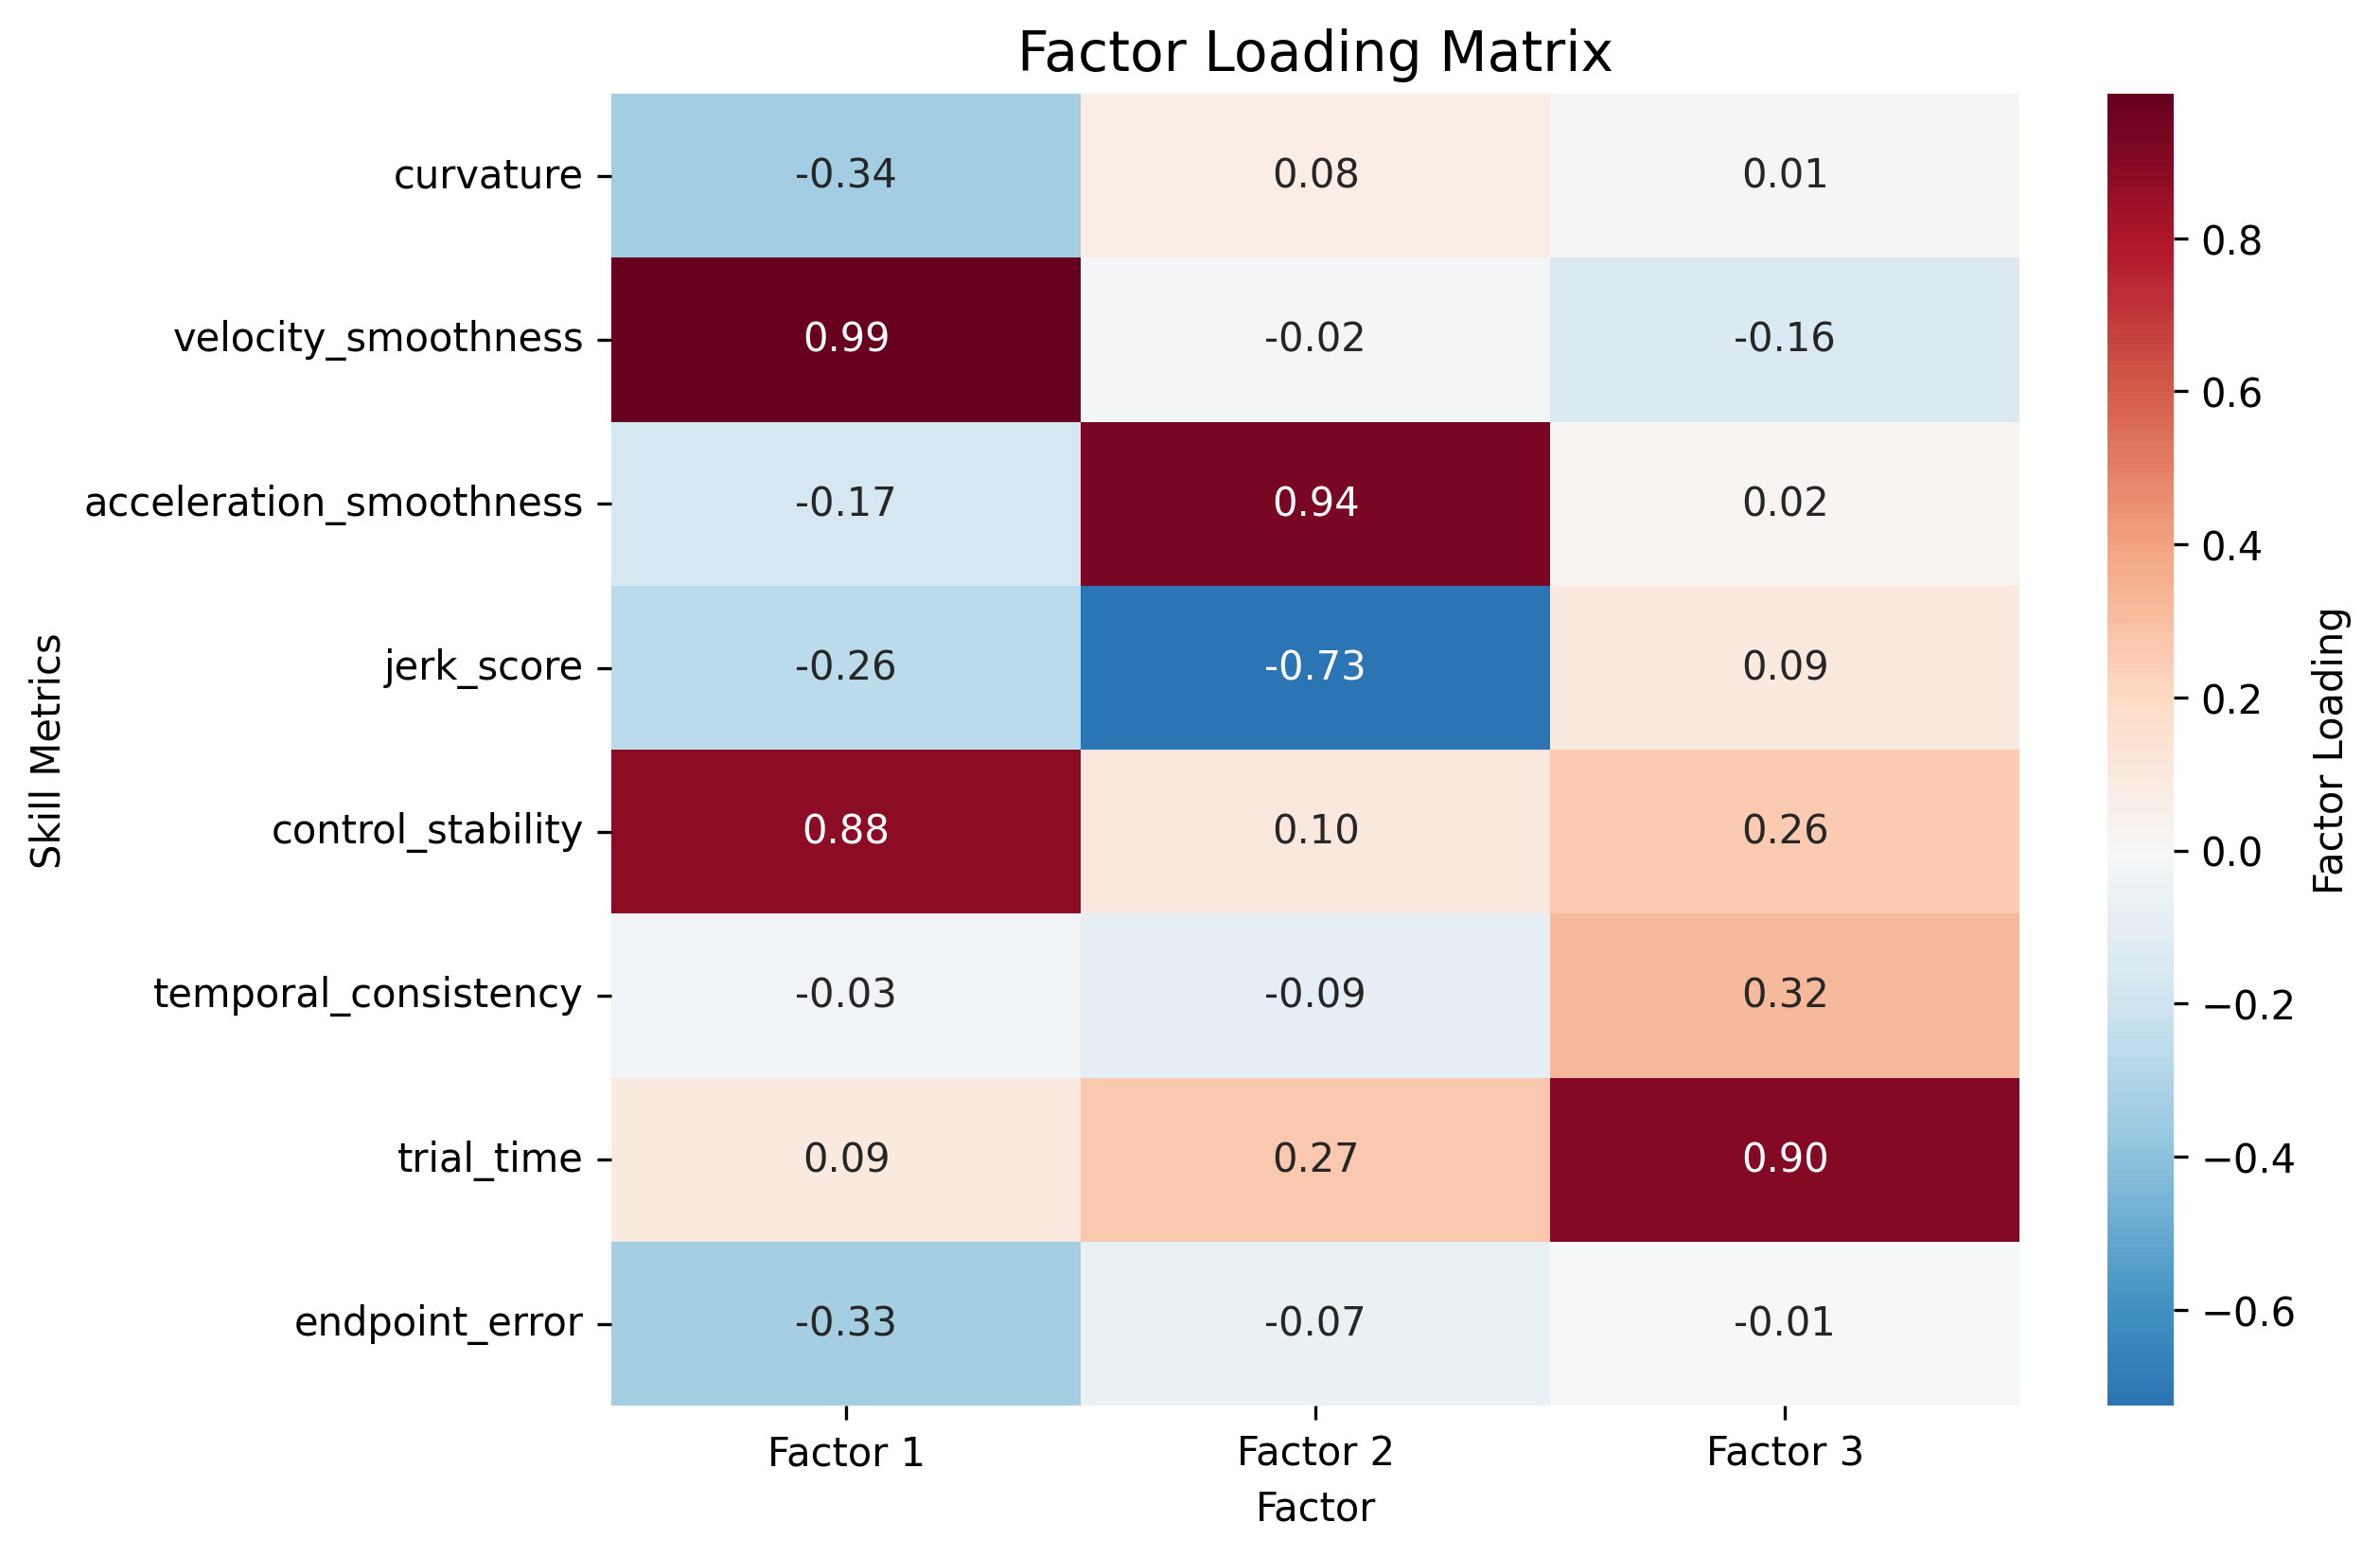 Factor Loading Matrix
Skill Metrics
curvature -0.34 0.08 0.01
velocity_smoothness 0.99 -0.02 -0.16
acceleration_smoothness -0.17 0.94 0.02
jerk_score -0.26 -0.73 0.09
control_stability 0.88 0.10 0.26
temporal_consistency -0.03 -0.09 0.32
trial_time 0.09 0.27 0.90
endpoint_error -0.33 -0.07 -0.01
Factor 1 Factor 2 Factor 3
Factor
0.8
0.6
0.4
0.2
0.0
−0.2
−0.4
−0.6
Factor Loading